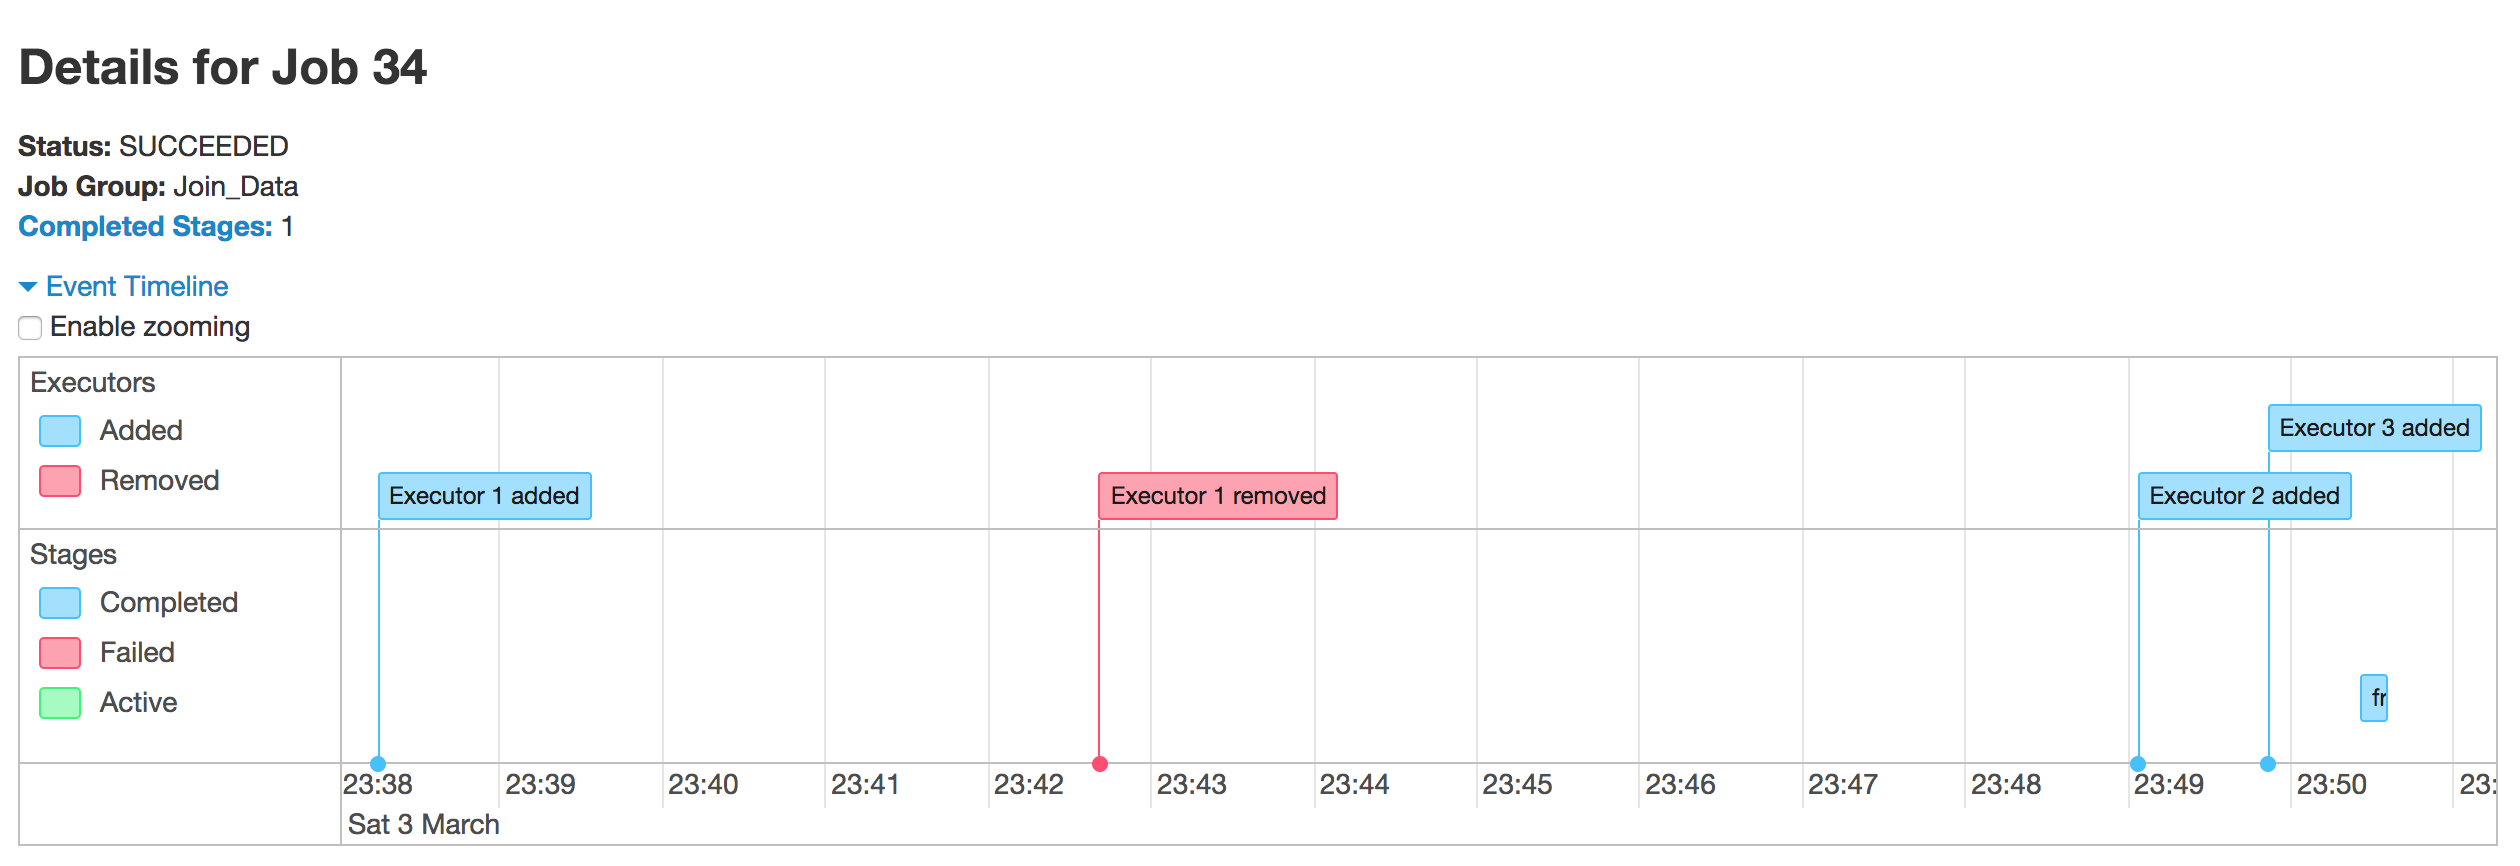 Details for Job 34
Status: SUCCEEDED
Job Group: Join_Data
Completed Stages: 1
Event Timeline
Enable zooming
Executors
Added
Removed
Executor 1 added
Executor 1 removed
Executor 3 added
Executor 2 added
Stages
Completed
Failed
Active
fr
23:38 23:39 23:40 23:41 23:42 23:43 23:44 23:45 23:46 23:47 23:48 23:49 23:50 23:
Sat 3 March